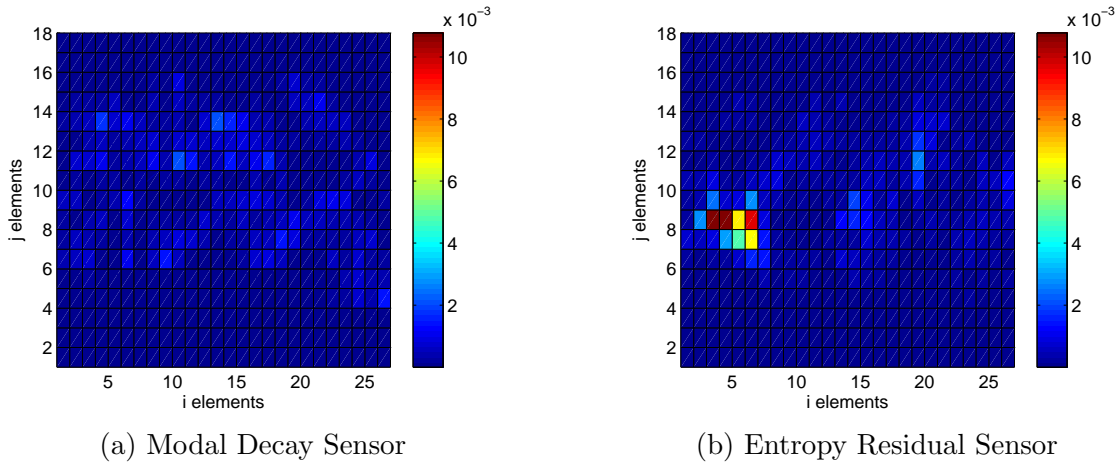 x 10⁻³
18
16
14
12
10
8
6
4
2
5 10 15 20 25
i elements
j elements
10
8
6
4
2
(a) Modal Decay Sensor
x 10⁻³
18
16
14
12
10
8
6
4
2
5 10 15 20 25
i elements
j elements
10
8
6
4
2
(b) Entropy Residual Sensor